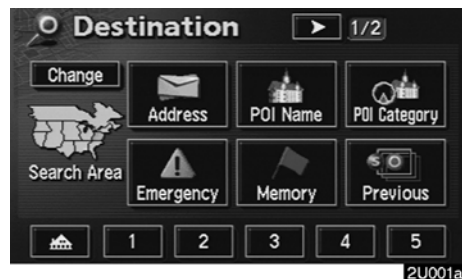 Destination 1/2
Change
Address POI Name POI Category
Search Area
Emergency Memory Previous
1 2 3 4 5
2U001a